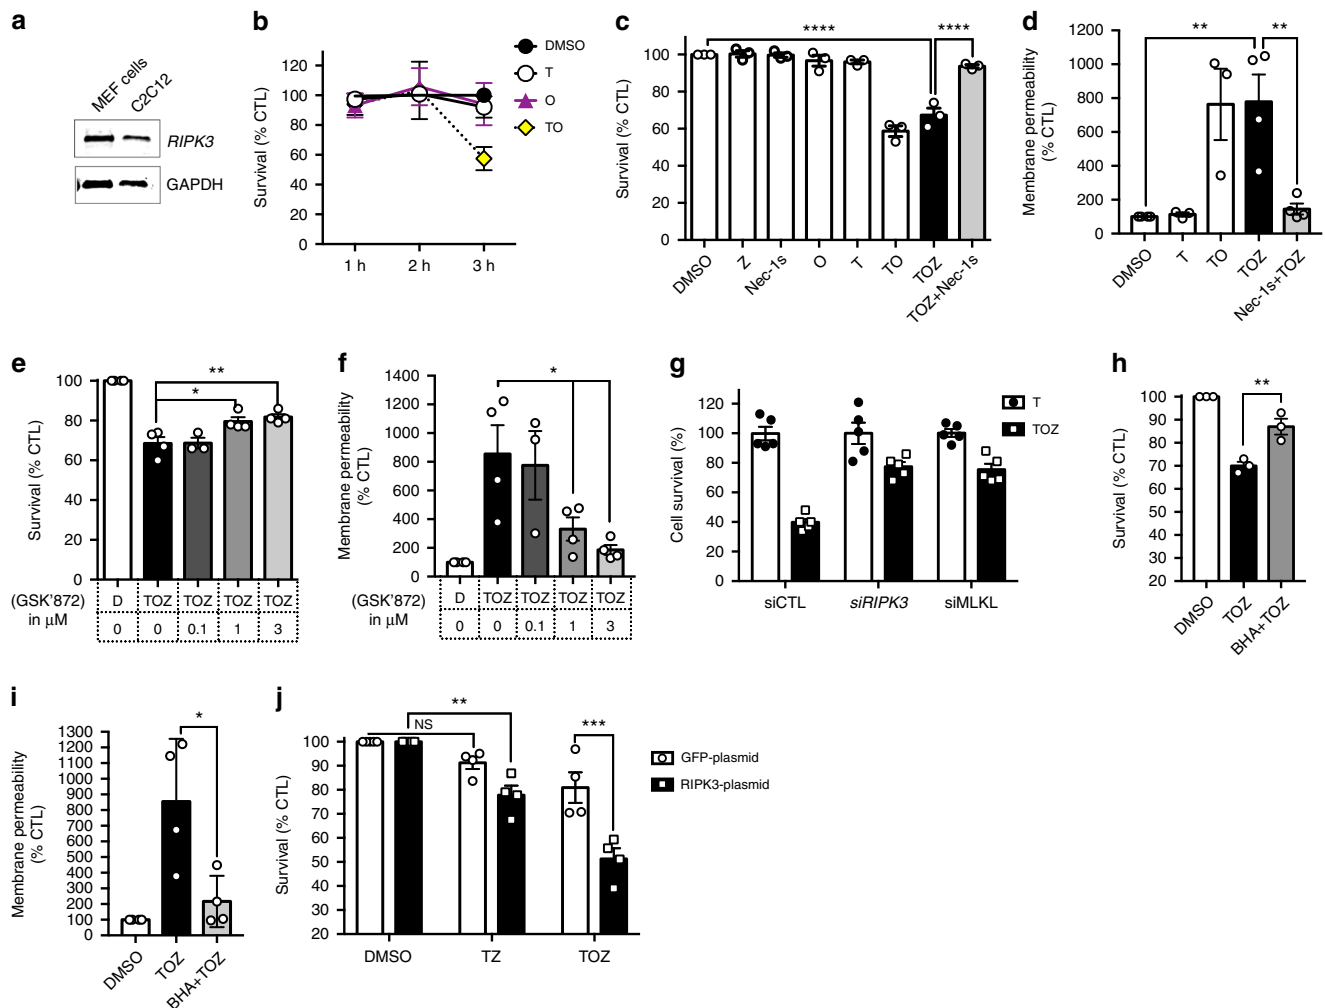 a
MEF cells
C2C12
RIPK3
GAPDH
b
Survival (% CTL)
120
100
80
60
40
20
0
1 h
2 h
3 h
DMSO
T
O
TO
c
Survival (% CTL)
100
80
60
40
20
0
****
****
DMSO
Z
Nec-1s
O
T
TO
TOZ
TOZ+Nec-1s
d
Membrane permeability
(% CTL)
1200
1000
800
600
400
200
0
**
**
DMSO
T
TO
TOZ
Nec-1s+TOZ
e
Survival (% CTL)
100
80
60
40
20
0
**
*
(GSK'872)
in μM
D
TOZ
TOZ
TOZ
TOZ
0
0
0.1
1
3
f
Membrane permeability
(% CTL)
1400
1200
1000
800
600
400
200
0
*
(GSK'872)
in μM
D
TOZ
TOZ
TOZ
TOZ
0
0
0.1
1
3
g
Cell survival (%)
120
100
80
60
40
20
0
siCTL
siRIPK3
siMLKL
T
TOZ
h
Survival (% CTL)
100
90
80
70
60
50
40
30
20
**
DMSO
TOZ
BHA+TOZ
i
Membrane permeability
(% CTL)
1300
1200
1100
1000
900
800
700
600
500
400
300
200
100
0
*
DMSO
TOZ
BHA+TOZ
j
Survival (% CTL)
100
90
80
70
60
50
40
30
20
**
NS
***
DMSO
TZ
TOZ
GFP-plasmid
RIPK3-plasmid